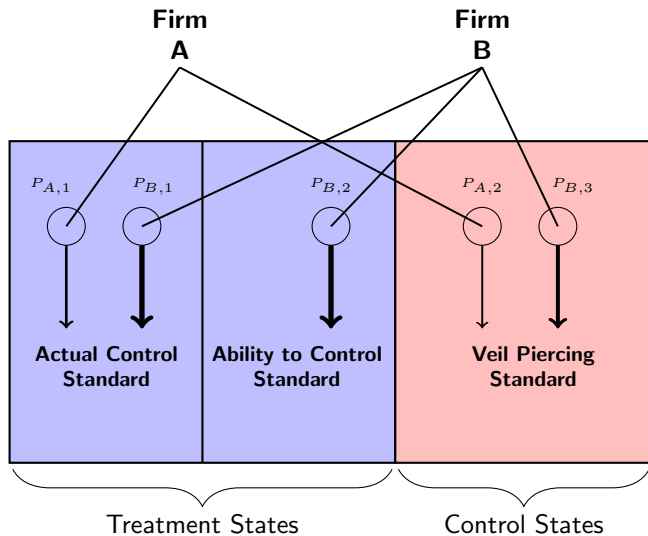 Firm
A
Firm
B
P_{A,1}
P_{B,1}
P_{B,2}
P_{A,2}
P_{B,3}
Actual Control
Standard
Ability to Control
Standard
Veil Piercing
Standard
Treatment States
Control States